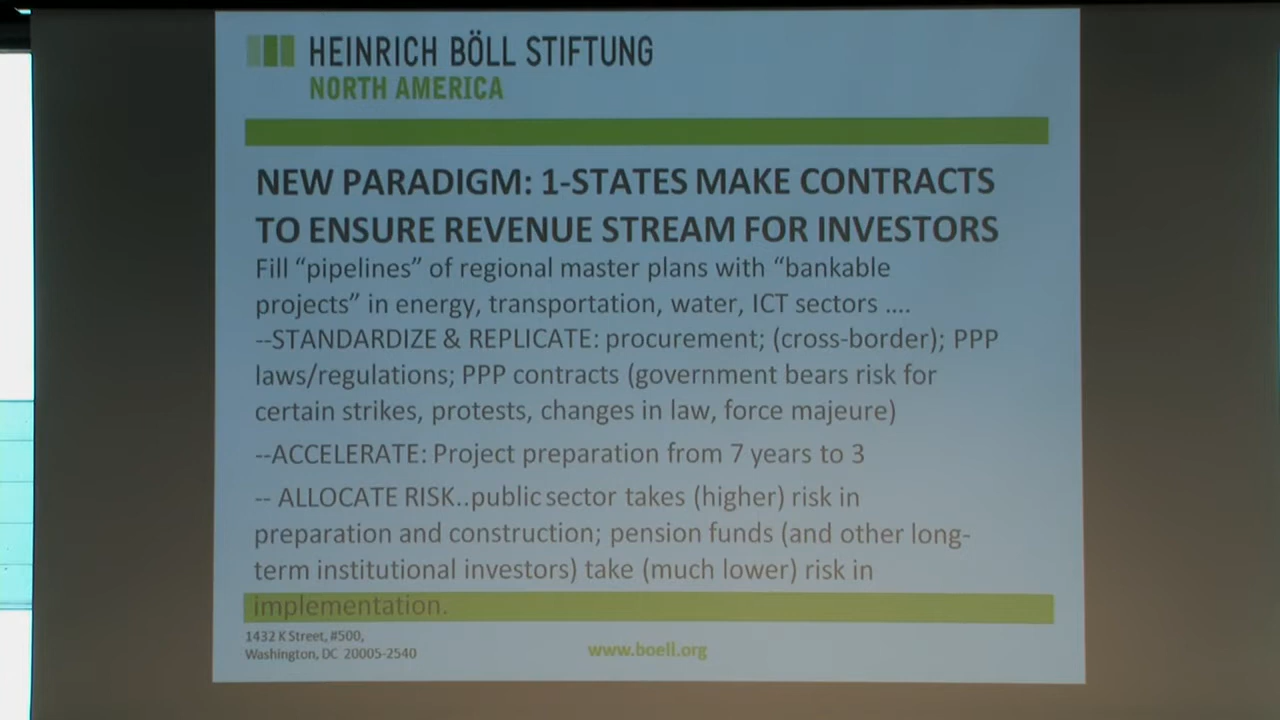 HEINRICH BÖLL STIFTUNG
NORTH AMERICA
NEW PARADIGM: 1-STATES MAKE CONTRACTS
TO ENSURE REVENUE STREAM FOR INVESTORS
Fill “pipelines” of regional master plans with “bankable
projects” in energy, transportation, water, ICT sectors ....
--STANDARDIZE & REPLICATE: procurement; (cross-border); PPP
laws/regulations; PPP contracts (government bears risk for
certain strikes, protests, changes in law, force majeure)
--ACCELERATE: Project preparation from 7 years to 3
-- ALLOCATE RISK..public sector takes (higher) risk in
preparation and construction; pension funds (and other long-
term institutional investors) take (much lower) risk in
implementation.
1432 K Street, #500,
Washington, DC 20005-2540
www.boell.org